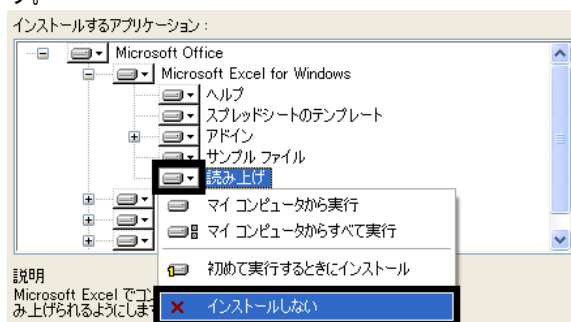 す。
インストールするアプリケーション :
Microsoft Office
Microsoft Excel for Windows
ヘルプ
スプレッドシートのテンプレート
アドイン
サンプル ファイル
読み上げ
マイ コンピュータから実行
マイ コンピュータからすべて実行
初めて実行するときにインストール
インストールしない
説明
Microsoft Excel でコン
み上げられるようにしま